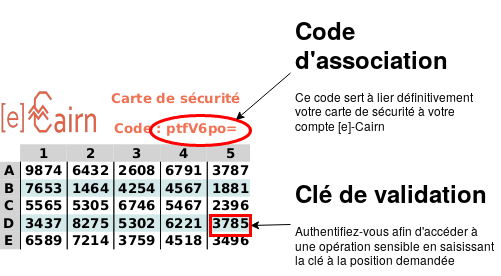 Code
d'association
Ce code sert à lier définitivement
votre carte de sécurité à votre
compte [e]-Cairn
[e] Cairn
Carte de sécurité
Code : ptfV6po=
1 2 3 4 5
A 9874 6432 2608 6791 3787
B 7653 1464 4254 4567 1881
C 5565 5305 6746 5467 2396
D 3437 8275 5302 6221 3785
E 6589 7214 3759 4518 3496
Clé de validation
Authentifiez-vous afin d'accéder à
une opération sensible en saisissant
la clé à la position demandée